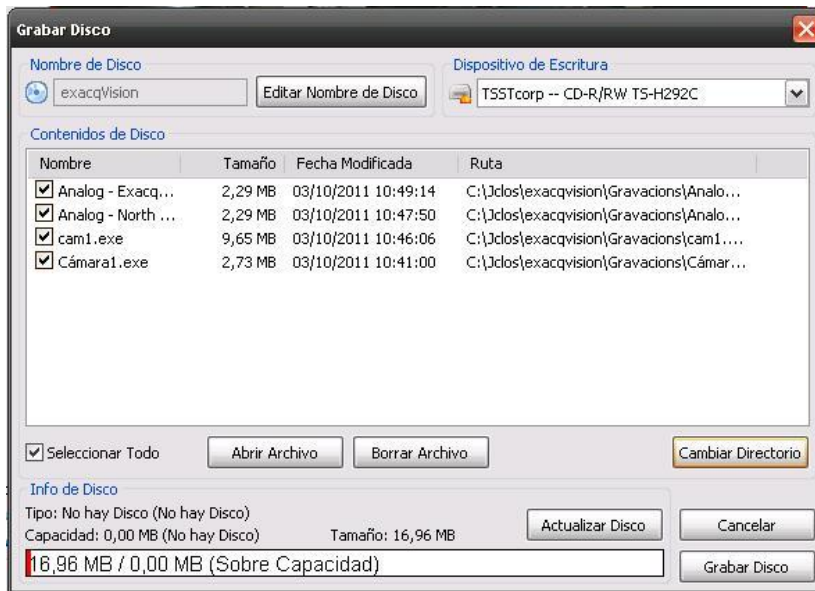 Grabar Disco
Nombre de Disco
exacqVision
Editar Nombre de Disco
Dispositivo de Escritura
TSSTcorp -- CD-R/RW TS-H292C
Contenidos de Disco
Nombre Tamaño Fecha Modificada Ruta
Analog - Exacq... 2,29 MB 03/10/2011 10:49:14 C:\Jclos\exacqvision\Gravacions\Analo...
Analog - North ... 2,29 MB 03/10/2011 10:47:50 C:\Jclos\exacqvision\Gravacions\Analo...
cam1.exe 9,65 MB 03/10/2011 10:46:06 C:\Jclos\exacqvision\Gravacions\cam1....
Cámara1.exe 2,73 MB 03/10/2011 10:41:00 C:\Jclos\exacqvision\Gravacions\Cámar...
Seleccionar Todo
Abrir Archivo
Borrar Archivo
Cambiar Directorio
Info de Disco
Tipo: No hay Disco (No hay Disco)
Capacidad: 0,00 MB (No hay Disco) Tamaño: 16,96 MB
Actualizar Disco
Cancelar
16,96 MB / 0,00 MB (Sobre Capacidad)
Grabar Disco